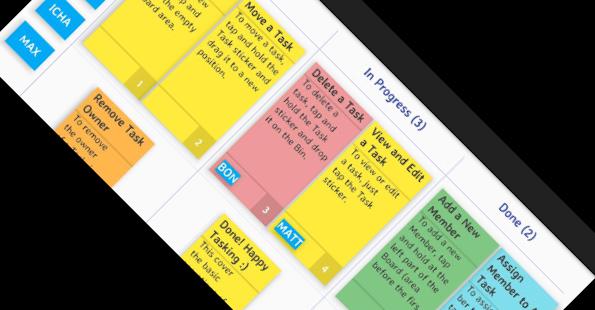 ICHA
MAX
ap and
the empty
ard area.
1
Move a Task
To move a task,
tap and hold the
Task sticker and
drag it to a new
position.
2
In Progress (3)
Delete a Task
To delete a
task, tap and
hold the Task
sticker and drop
it on the Bin.
BON
3
View and Edit
a Task
To view or edit
a task, just
tap the Task
sticker.
MATT
4
Done (2)
Add a New
Member
To add a new
Member, tap
and hold at the
left part of the
Board (area
before the firs
Assign
Member to A
Task
To assi
ber t
Remove Task
Owner
To remove
the owner
Done! Happy
Tasking :)
This cover
the basic